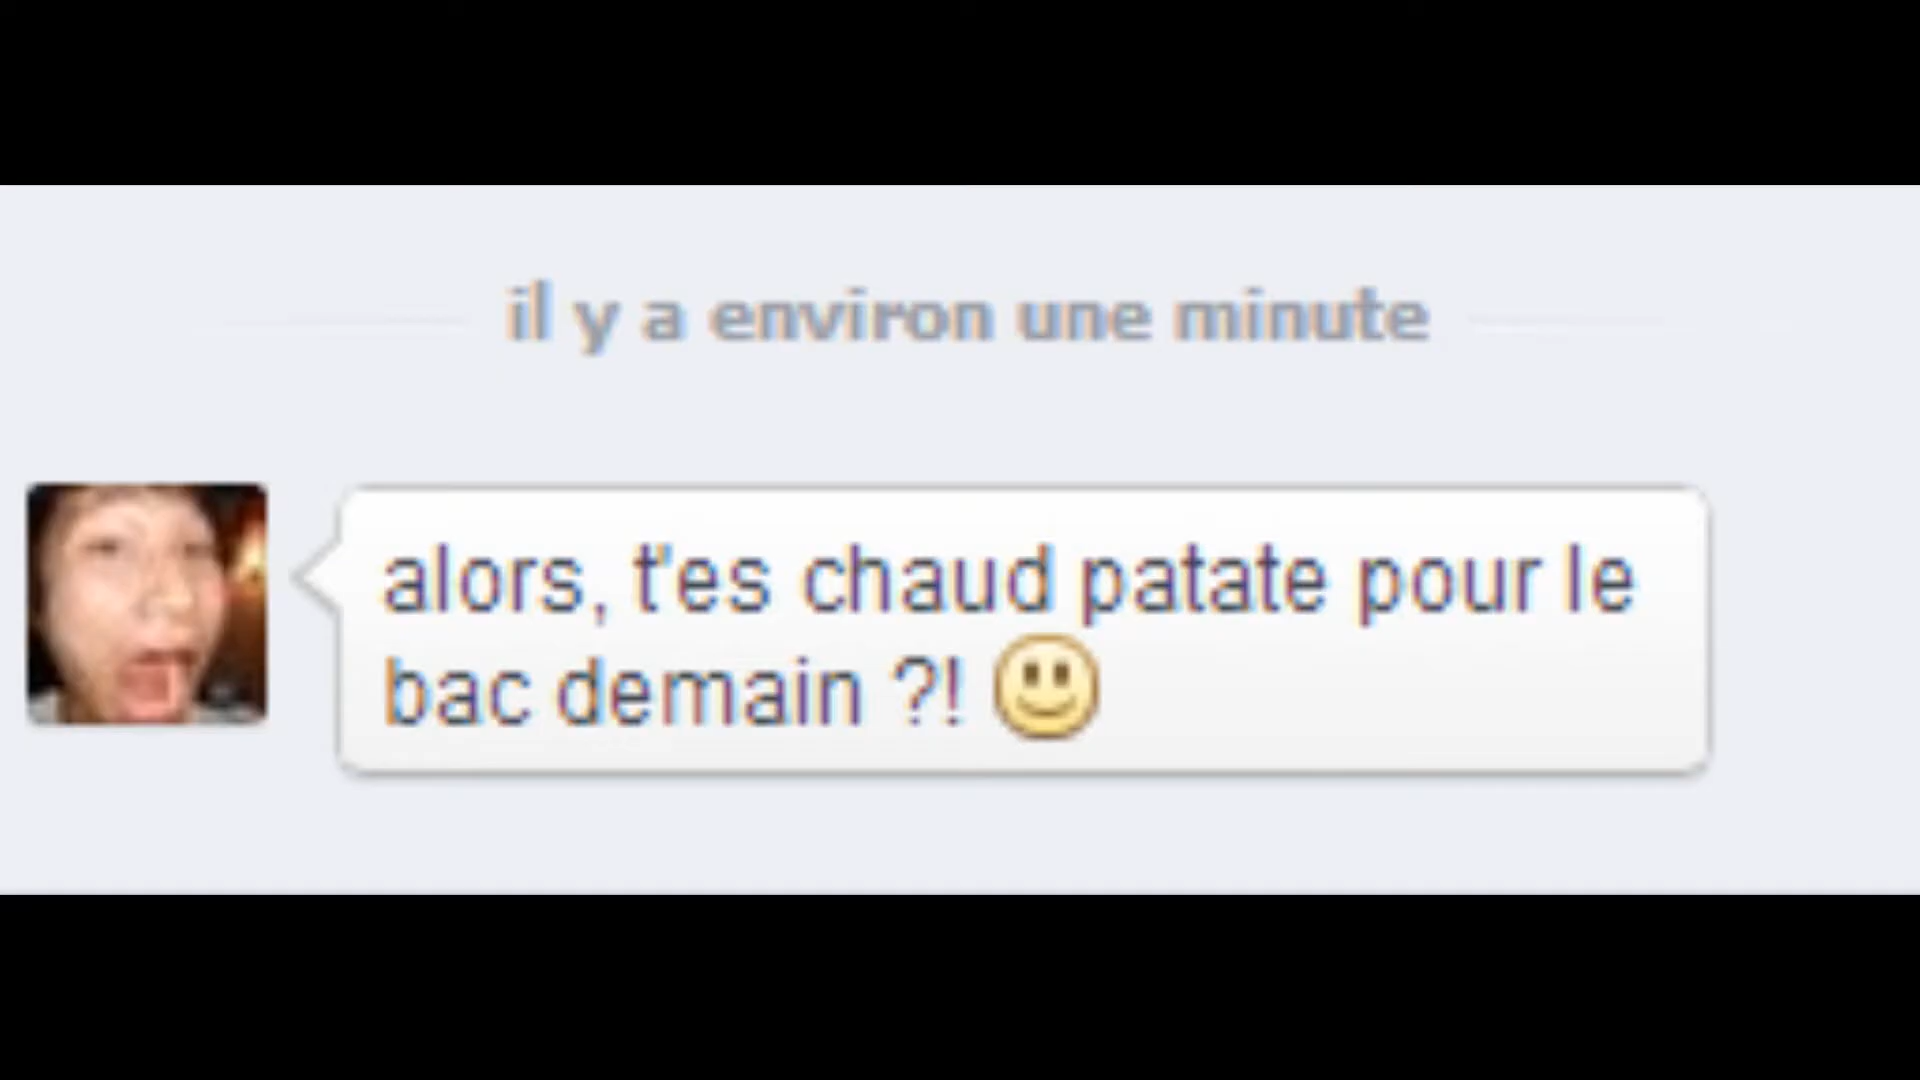 il y a environ une minute
alors, t'es chaud patate pour le
bac demain ?!